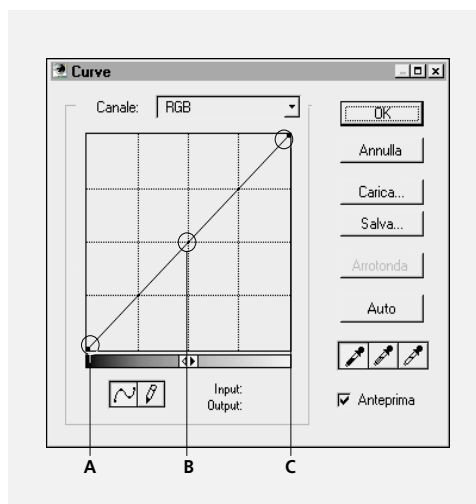 Curve
Canale: RGB
OK
Annulla
Carica...
Salva...
Arrotonda
Auto
Input:
Output:
Anteprima
A B C